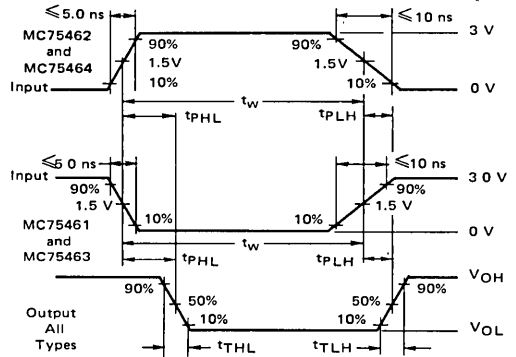 ≤5.0 ns
≤10 ns
MC75462
and
MC75464
Input
90%
1.5 V
10%
90%
1.5 V
10%
3 V
0 V
tw
tPHL
tPLH
≤5 0 ns
≤10 ns
Input
90%
1.5 V
10%
10%
90%
1.5 V
3 0 V
0 V
MC75461
and
MC75463
tw
tPHL
tPLH
90%
50%
10%
50%
10%
90%
VOH
VOL
Output
All
Types
tTHL
tTLH